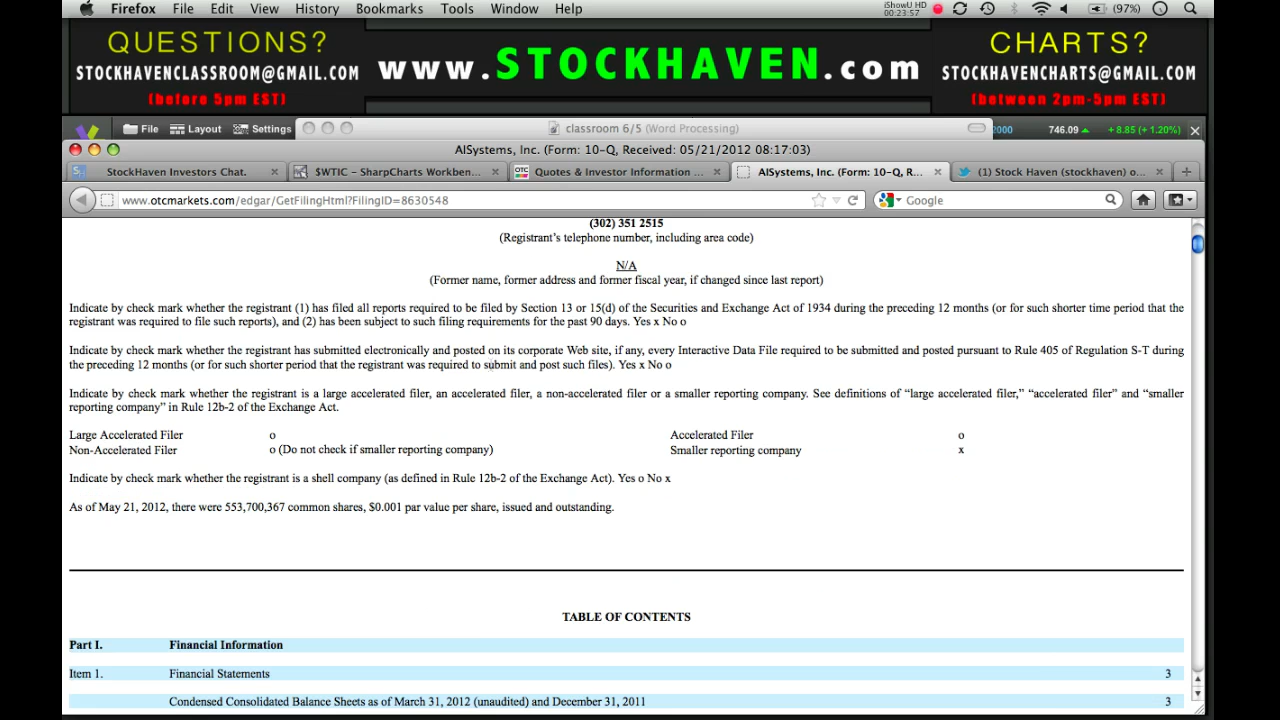 Firefox File Edit View History Bookmarks Tools Window Help iShowU HD 00:23:57 (97%)
QUESTIONS?
STOCKHAVENCLASSROOM@GMAIL.COM
(before 5pm EST)
www.STOCKHAVEN.com
CHARTS?
STOCKHAVENCHARTS@GMAIL.COM
(between 2pm-5pm EST)
File Layout Settings classroom 6/5 (Word Processing) 2000 746.09 +8.85 (+1.20%)
AISystems, Inc. (Form: 10-Q, Received: 05/21/2012 08:17:03)
StockHaven Investors Chat. $WTIC - SharpCharts Workben... OTC Quotes & Investor Information ... AISystems, Inc. (Form: 10-Q, R... (1) Stock Haven (stockhaven) o...
www.otcmarkets.com/edgar/GetFilingHtml?FilingID=8630548 Google
(302) 351 2515
(Registrant's telephone number, including area code)
N/A
(Former name, former address and former fiscal year, if changed since last report)
Indicate by check mark whether the registrant (1) has filed all reports required to be filed by Section 13 or 15(d) of the Securities and Exchange Act of 1934 during the preceding 12 months (or for such shorter time period that the
registrant was required to file such reports), and (2) has been subject to such filing requirements for the past 90 days. Yes x No o
Indicate by check mark whether the registrant has submitted electronically and posted on its corporate Web site, if any, every Interactive Data File required to be submitted and posted pursuant to Rule 405 of Regulation S-T during
the preceding 12 months (or for such shorter period that the registrant was required to submit and post such files). Yes x No o
Indicate by check mark whether the registrant is a large accelerated filer, an accelerated filer, a non-accelerated filer or a smaller reporting company. See definitions of “large accelerated filer,” “accelerated filer” and “smaller
reporting company” in Rule 12b-2 of the Exchange Act.
Large Accelerated Filer o Accelerated Filer o
Non-Accelerated Filer o (Do not check if smaller reporting company) Smaller reporting company x
Indicate by check mark whether the registrant is a shell company (as defined in Rule 12b-2 of the Exchange Act). Yes o No x
As of May 21, 2012, there were 553,700,367 common shares, $0.001 par value per share, issued and outstanding.
TABLE OF CONTENTS
Part I. Financial Information
Item 1. Financial Statements 3
Condensed Consolidated Balance Sheets as of March 31, 2012 (unaudited) and December 31, 2011 3